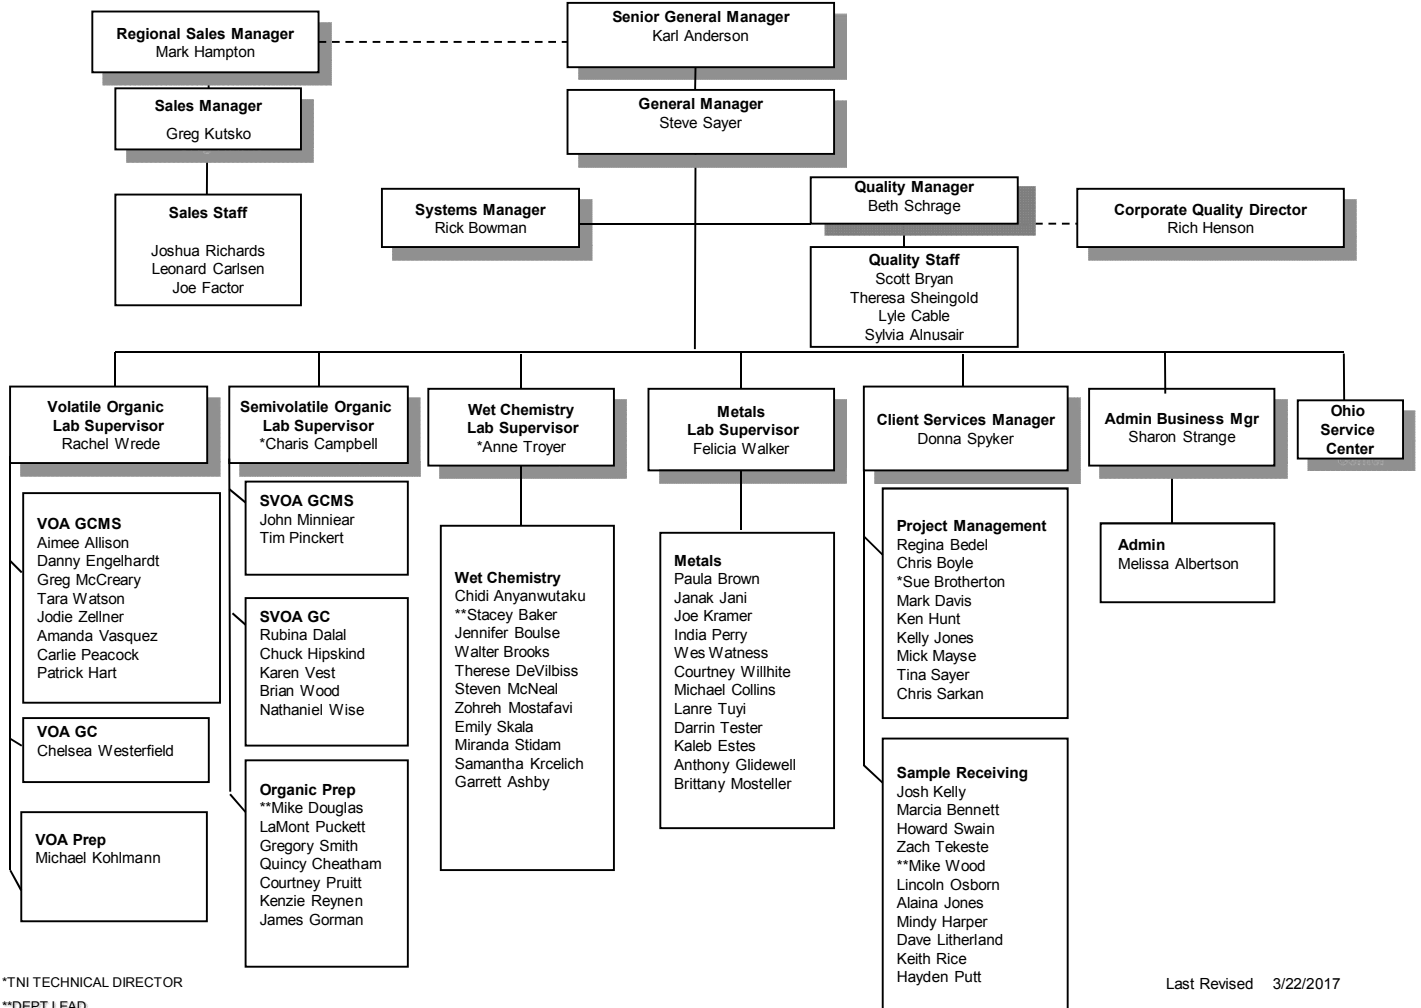 Regional Sales Manager
Mark Hampton
Senior General Manager
Karl Anderson
Sales Manager
Greg Kutsko
General Manager
Steve Sayer
Sales Staff
Joshua Richards
Leonard Carlsen
Joe Factor
Systems Manager
Rick Bowman
Quality Manager
Beth Schrage
Corporate Quality Director
Rich Henson
Quality Staff
Scott Bryan
Theresa Sheingold
Lyle Cable
Sylvia Alnusair
Volatile Organic
Lab Supervisor
Rachel Wrede
Semivolatile Organic
Lab Supervisor
*Charis Campbell
Wet Chemistry
Lab Supervisor
*Anne Troyer
Metals
Lab Supervisor
Felicia Walker
Client Services Manager
Donna Spyker
Admin Business Mgr
Sharon Strange
Ohio
Service
Center
VOA GCMS
Aimee Allison
Danny Engelhardt
Greg McCreary
Tara Watson
Jodie Zellner
Amanda Vasquez
Carlie Peacock
Patrick Hart
VOA GC
Chelsea Westerfield
VOA Prep
Michael Kohlmann
SVOA GCMS
John Minniear
Tim Pinckert
SVOA GC
Rubina Dalal
Chuck Hipskind
Karen Vest
Brian Wood
Nathaniel Wise
Organic Prep
**Mike Douglas
LaMont Puckett
Gregory Smith
Quincy Cheatham
Courtney Pruitt
Kenzie Reynen
James Gorman
Wet Chemistry
Chidi Anyanwutaku
**Stacey Baker
Jennifer Boulse
Walter Brooks
Therese DeVilbiss
Steven McNeal
Zohreh Mostafavi
Emily Skala
Miranda Stidam
Samantha Krcelich
Garrett Ashby
Metals
Paula Brown
Janak Jani
Joe Kramer
India Perry
Wes Watness
Courtney Willhite
Michael Collins
Lanre Tuyi
Darrin Tester
Kaleb Estes
Anthony Glidewell
Brittany Mosteller
Project Management
Regina Bedel
Chris Boyle
*Sue Brotherton
Mark Davis
Ken Hunt
Kelly Jones
Mick Mayse
Tina Sayer
Chris Sarkan
Sample Receiving
Josh Kelly
Marcia Bennett
Howard Swain
Zach Tekeste
**Mike Wood
Lincoln Osborn
Alaina Jones
Mindy Harper
Dave Litherland
Keith Rice
Hayden Putt
Admin
Melissa Albertson
*TNI TECHNICAL DIRECTOR
**DEPT LEAD
Last Revised 3/22/2017